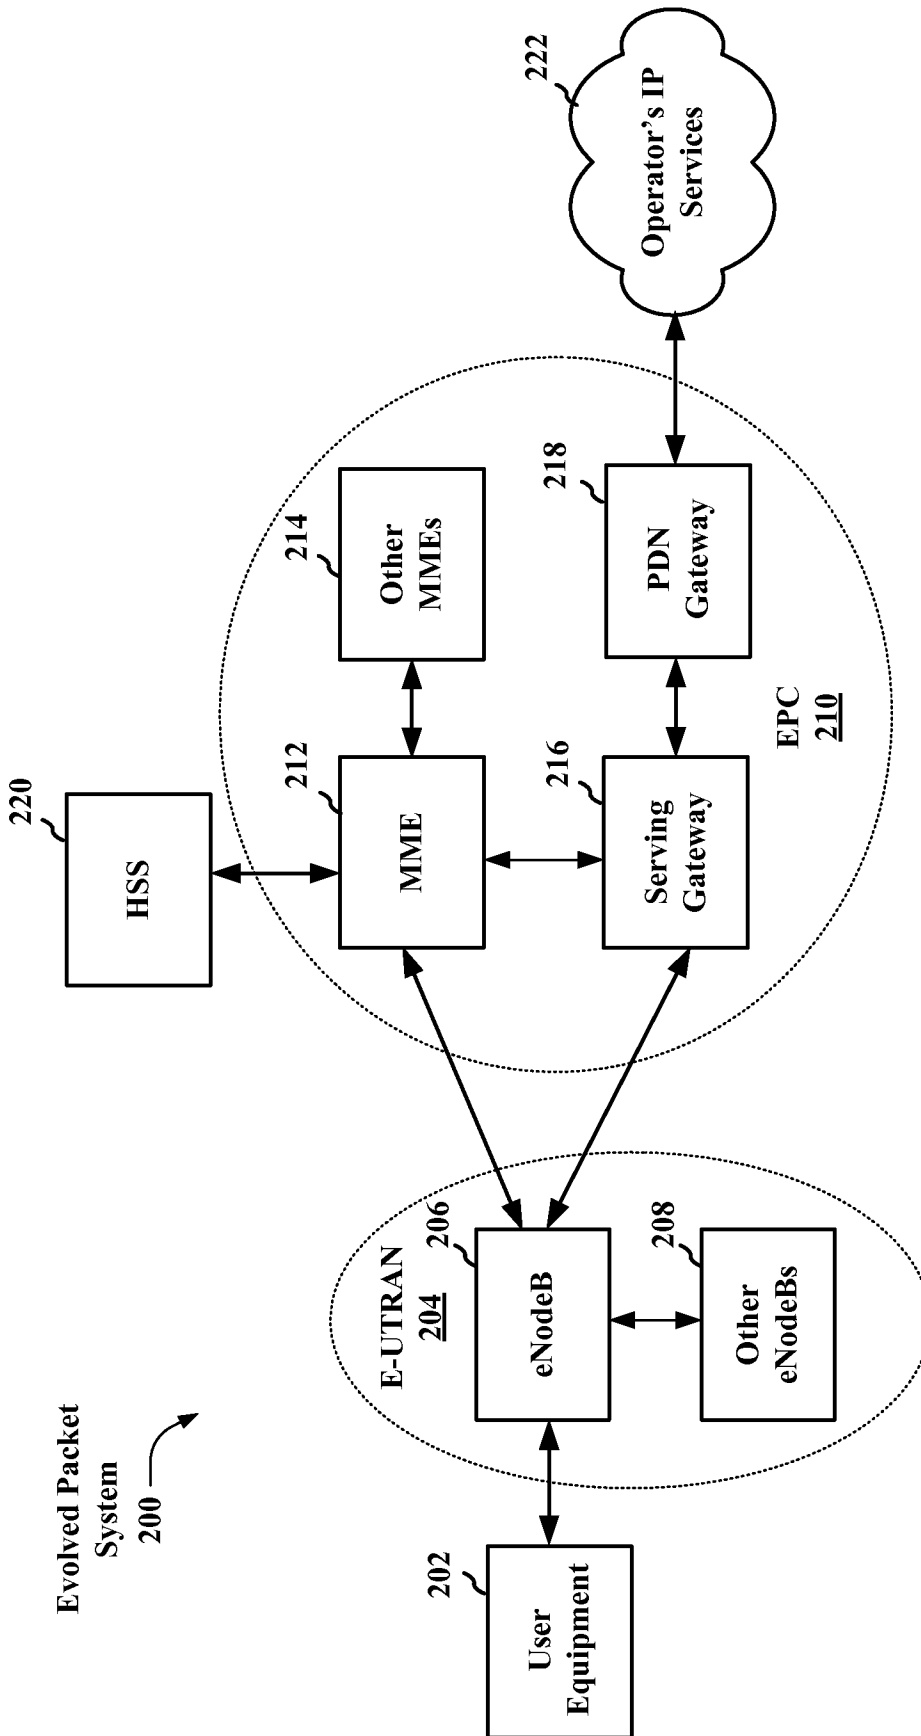 Evolved Packet
System
200
220
HSS
E-UTRAN
204
202
User
Equipment
206
eNodeB
208
Other
eNodeBs
212
MME
214
Other
MMEs
216
Serving
Gateway
218
PDN
Gateway
EPC
210
222
Operator's IP
Services